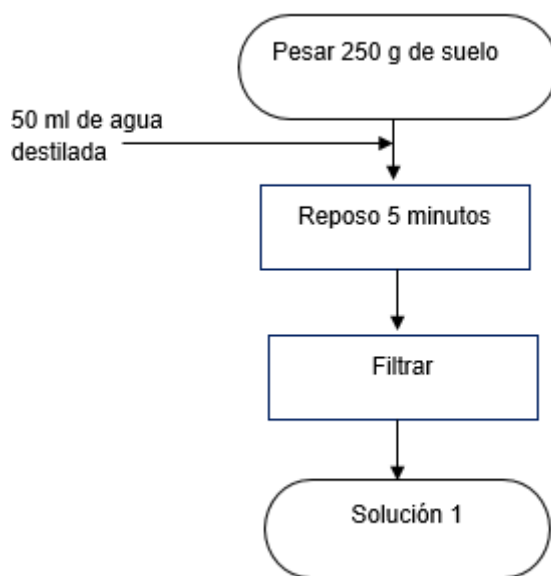 Pesar 250 g de suelo
50 ml de agua
destilada
Reposo 5 minutos
Filtrar
Solución 1